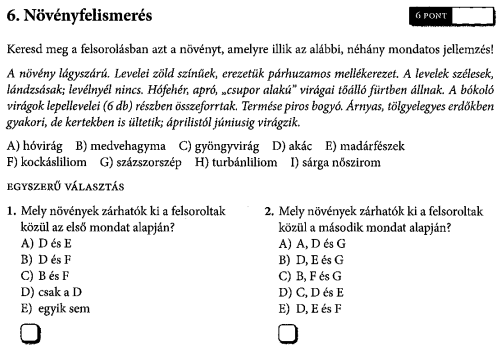 6. Növényfelismerés
6 PONT
Keresd meg a felsorolásban azt a növényt, amelyre illik az alábbi, néhány mondatos jellemzés!
A növény lágyszárú. Levelei zöld színűek, erezetük párhuzamos mellékerezet. A levelek szélesek,
lándzsásak; levélnyél nincs. Hófehér, apró, „csupor alakú” virágai tőálló fürtben állnak. A bókoló
virágok lepellevelei (6 db) részben összeforrtak. Termése piros bogyó. Árnyas, tölgyelegyes erdőkben
gyakori, de kertekben is ültetik; áprilistól júniusig virágzik.
A) hóvirág B) medvehagyma C) gyöngyvirág D) akác E) madárfészek
F) kockásliliom G) százszorszép H) turbánliliom I) sárga nőszirom
EGYSZERŰ VÁLASZTÁS
1. Mely növények zárhatók ki a felsoroltak
közül az első mondat alapján?
A) D és E
B) D és F
C) B és F
D) csak a D
E) egyik sem
2. Mely növények zárhatók ki a felsoroltak
közül a második mondat alapján?
A) A, D és G
B) D, E és G
C) B, F és G
D) C, D és E
E) D, E és F